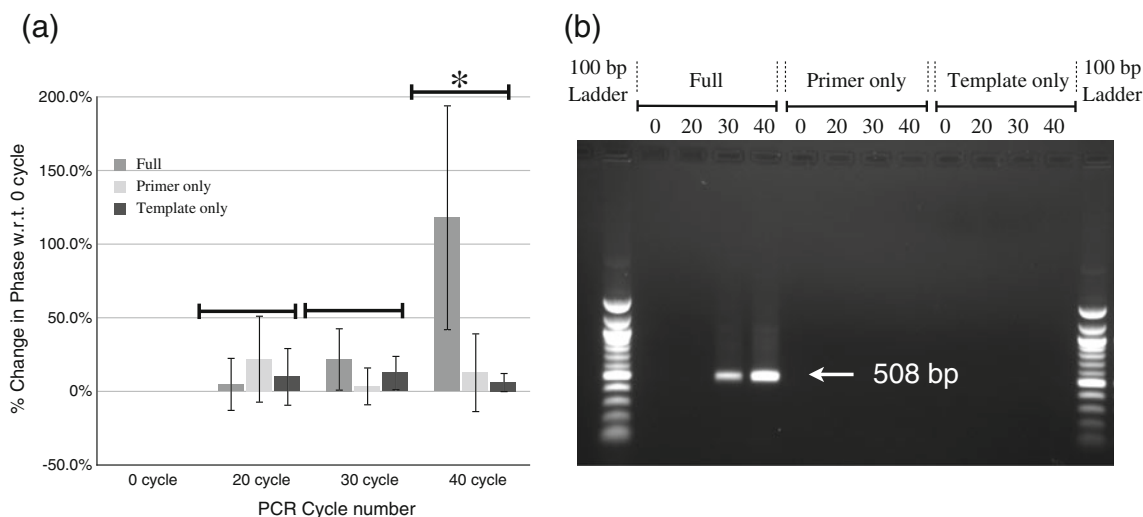 (a)
*
200.0%
150.0%
100.0%
50.0%
0%
-50.0%
% Change in Phase w.r.t. 0 cycle
Full
Primer only
Template only
0 cycle 20 cycle 30 cycle 40 cycle
PCR Cycle number
(b)
100 bp
Ladder
Full Primer only Template only
100 bp
Ladder
0 20 30 40 0 20 30 40 0 20 30 40
508 bp